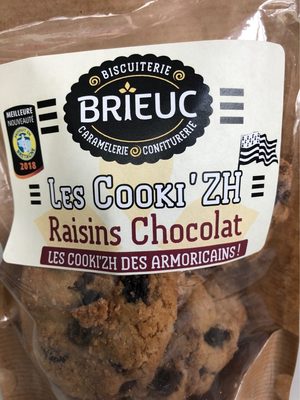 BISCUITERIE
BRIEUC
CARAMELERIE CONFITURERIE
MEILLEURE
NOUVEAUTÉ
2018
LES COOKI'ZH
Raisins Chocolat
LES COOKI'ZH DES ARMORICAINS !